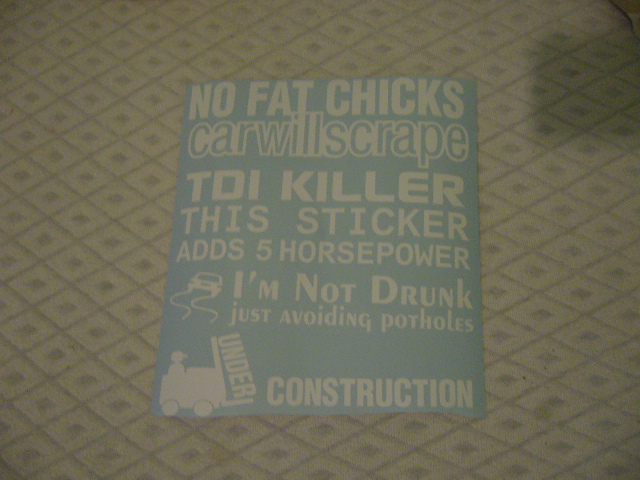 NO FAT CHICKS
carwillscrape
TDI KILLER
THIS STICKER
ADDS 5 HORSEPOWER
I'M NOT DRUNK
just avoiding potholes
UNDER
CONSTRUCTION